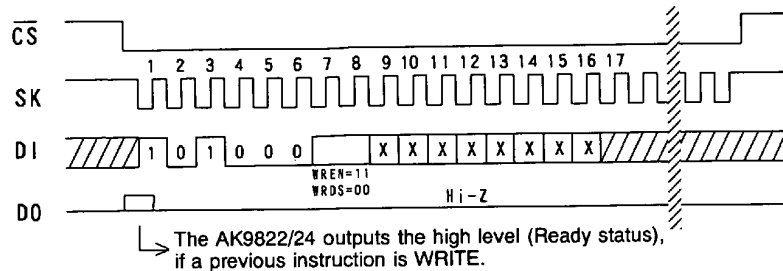 CS
1 2 3 4 5 6 7 8 9 10 11 12 13 14 15 16 17
SK
DI 1 0 1 0 0 0 X X X X X X X X
WREN=11
WRDS=00
Hi-Z
DO
The AK9822/24 outputs the high level (Ready status),
if a previous instruction is WRITE.